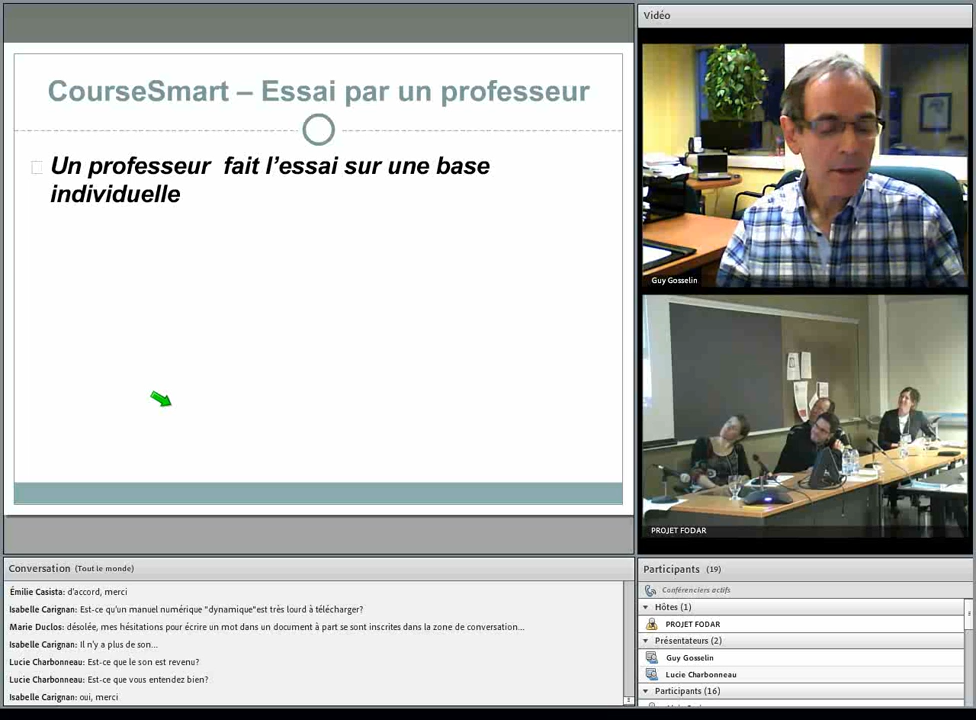 CourseSmart – Essai par un professeur
Un professeur fait l'essai sur une base
individuelle
Vidéo
Guy Gosselin
PROJET FODAR
Conversation (Tout le monde)
Émilie Casista: d'accord, merci
Isabelle Carignan: Est-ce qu'un manuel numérique "dynamique"est très lourd à télécharger?
Marie Duclos: désolée, mes hésitations pour écrire un mot dans un document à part se sont inscrites dans la zone de conversation...
Isabelle Carignan: Il n'y a plus de son...
Lucie Charbonneau: Est-ce que le son est revenu?
Lucie Charbonneau: Est-ce que vous entendez bien?
Isabelle Carignan: oui, merci
Participants (19)
Conférenciers actifs
Hôtes (1)
PROJET FODAR
Présentateurs (2)
Guy Gosselin
Lucie Charbonneau
Participants (16)